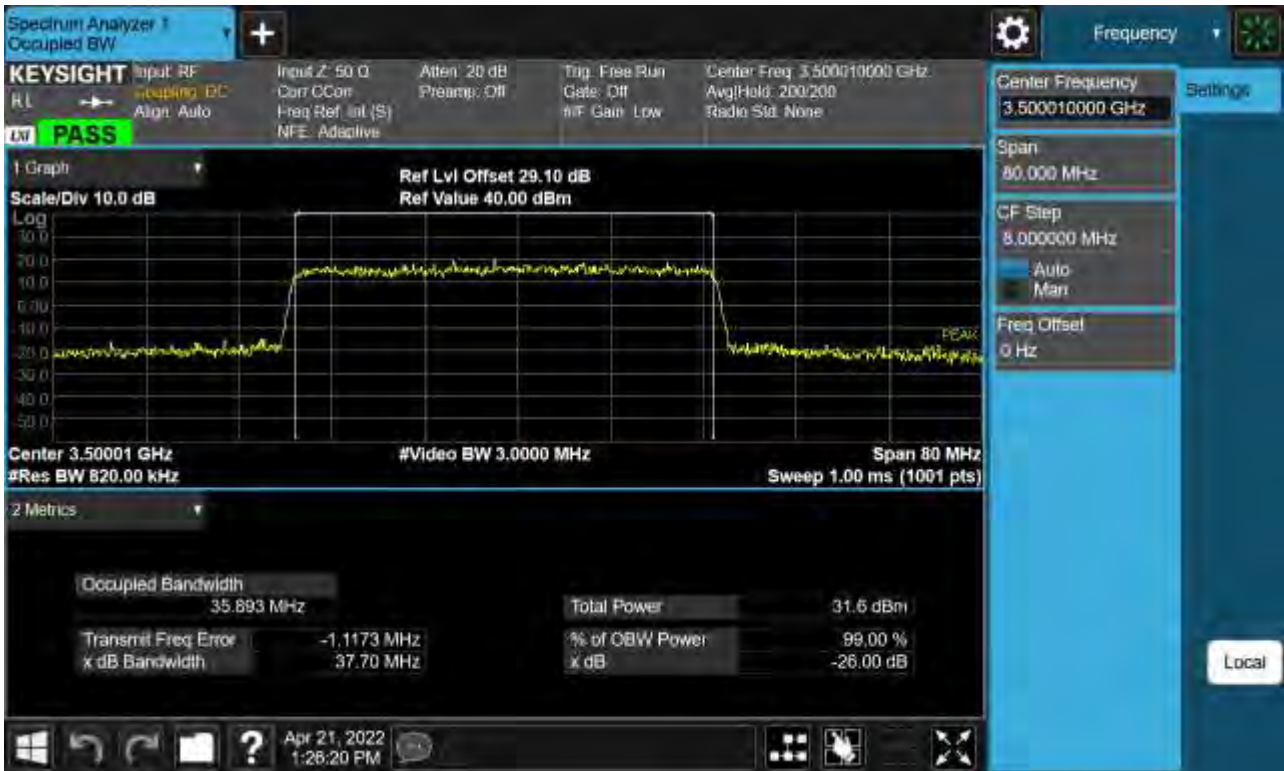 Spectrum Analyzer 1
Occupied BW
Frequency
KEYSIGHT
RL
LXI
PASS
Input: RF
Coupling: DC
Align: Auto
Input Z: 50 Ω
Corr CCorr
Freq Ref: Int (S)
NFE: Adaptive
Atten: 20 dB
Preamp: Off
Trig: Free Run
Gate: Off
#IF Gain: Low
Center Freq: 3.500010000 GHz
Avg|Hold: 200/200
Radio Std: None
Center Frequency
3.500010000 GHz
Settings
Span
80.000 MHz
CF Step
8.000000 MHz
Auto
Man
Freq Offset
0 Hz
1 Graph
Scale/Div 10.0 dB
Ref Lvl Offset 29.10 dB
Ref Value 40.00 dBm
Log
30.0
20.0
10.0
0.00
-10.0
-20.0
-30.0
-40.0
-50.0
PEAK
Center 3.50001 GHz
#Video BW 3.0000 MHz
Span 80 MHz
#Res BW 820.00 kHz
Sweep 1.00 ms (1001 pts)
2 Metrics
Occupied Bandwidth
35.893 MHz
Total Power 31.6 dBm
Transmit Freq Error -1.1173 MHz
% of OBW Power 99.00 %
x dB Bandwidth 37.70 MHz
x dB -26.00 dB
Local
?
Apr 21, 2022
1:26:20 PM